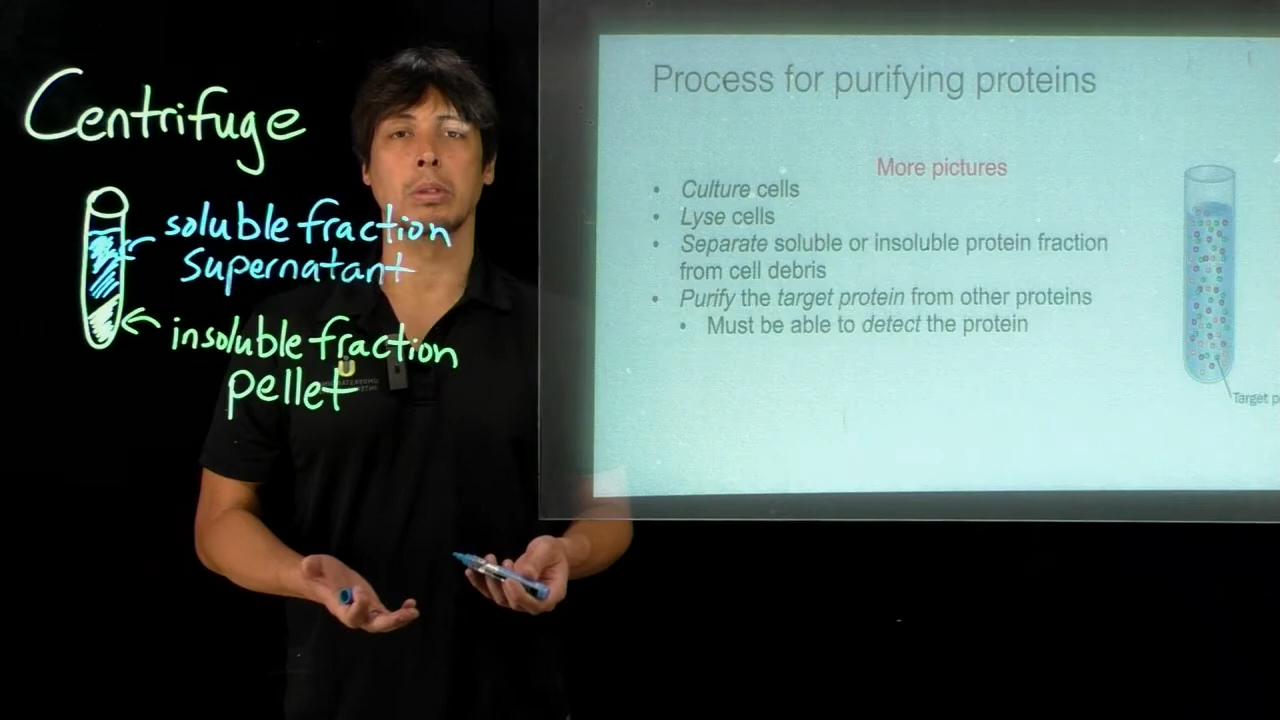 Centrifuge
soluble fraction
supernatant
insoluble fraction
pellet
Process for purifying proteins
More pictures
• Culture cells
• Lyse cells
• Separate soluble or insoluble protein fraction
from cell debris
• Purify the target protein from other proteins
• Must be able to detect the protein
Target p